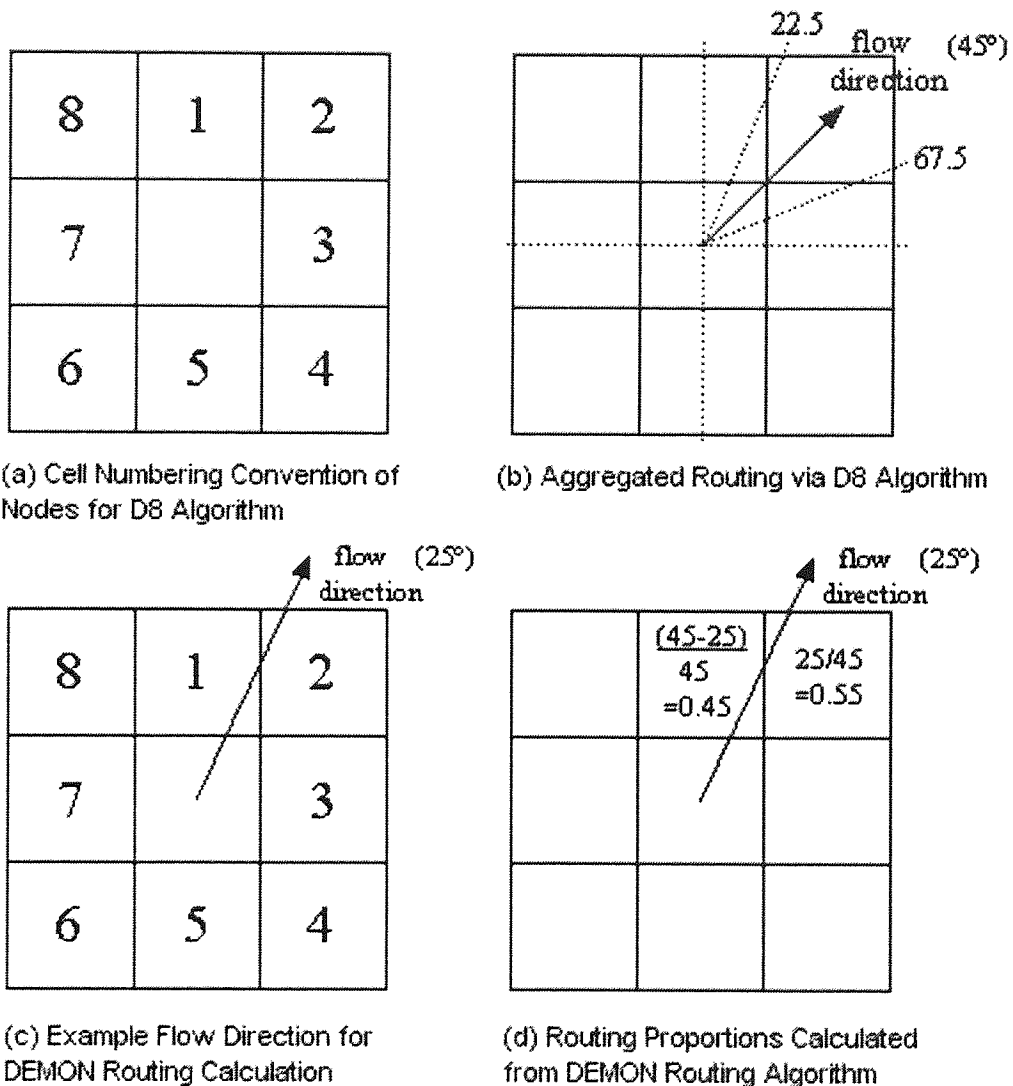 22.5
flow (45°)
direction
67.5
8 1 2
7 3
6 5 4
(a) Cell Numbering Convention of
Nodes for D8 Algorithm
(b) Aggregated Routing via D8 Algorithm
flow (25°)
direction
8 1 2
7 3
6 5 4
(c) Example Flow Direction for
DEMON Routing Calculation
flow (25°)
direction
(45-25)
45
=0.45
25/45
=0.55
(d) Routing Proportions Calculated
from DEMON Routing Algorithm